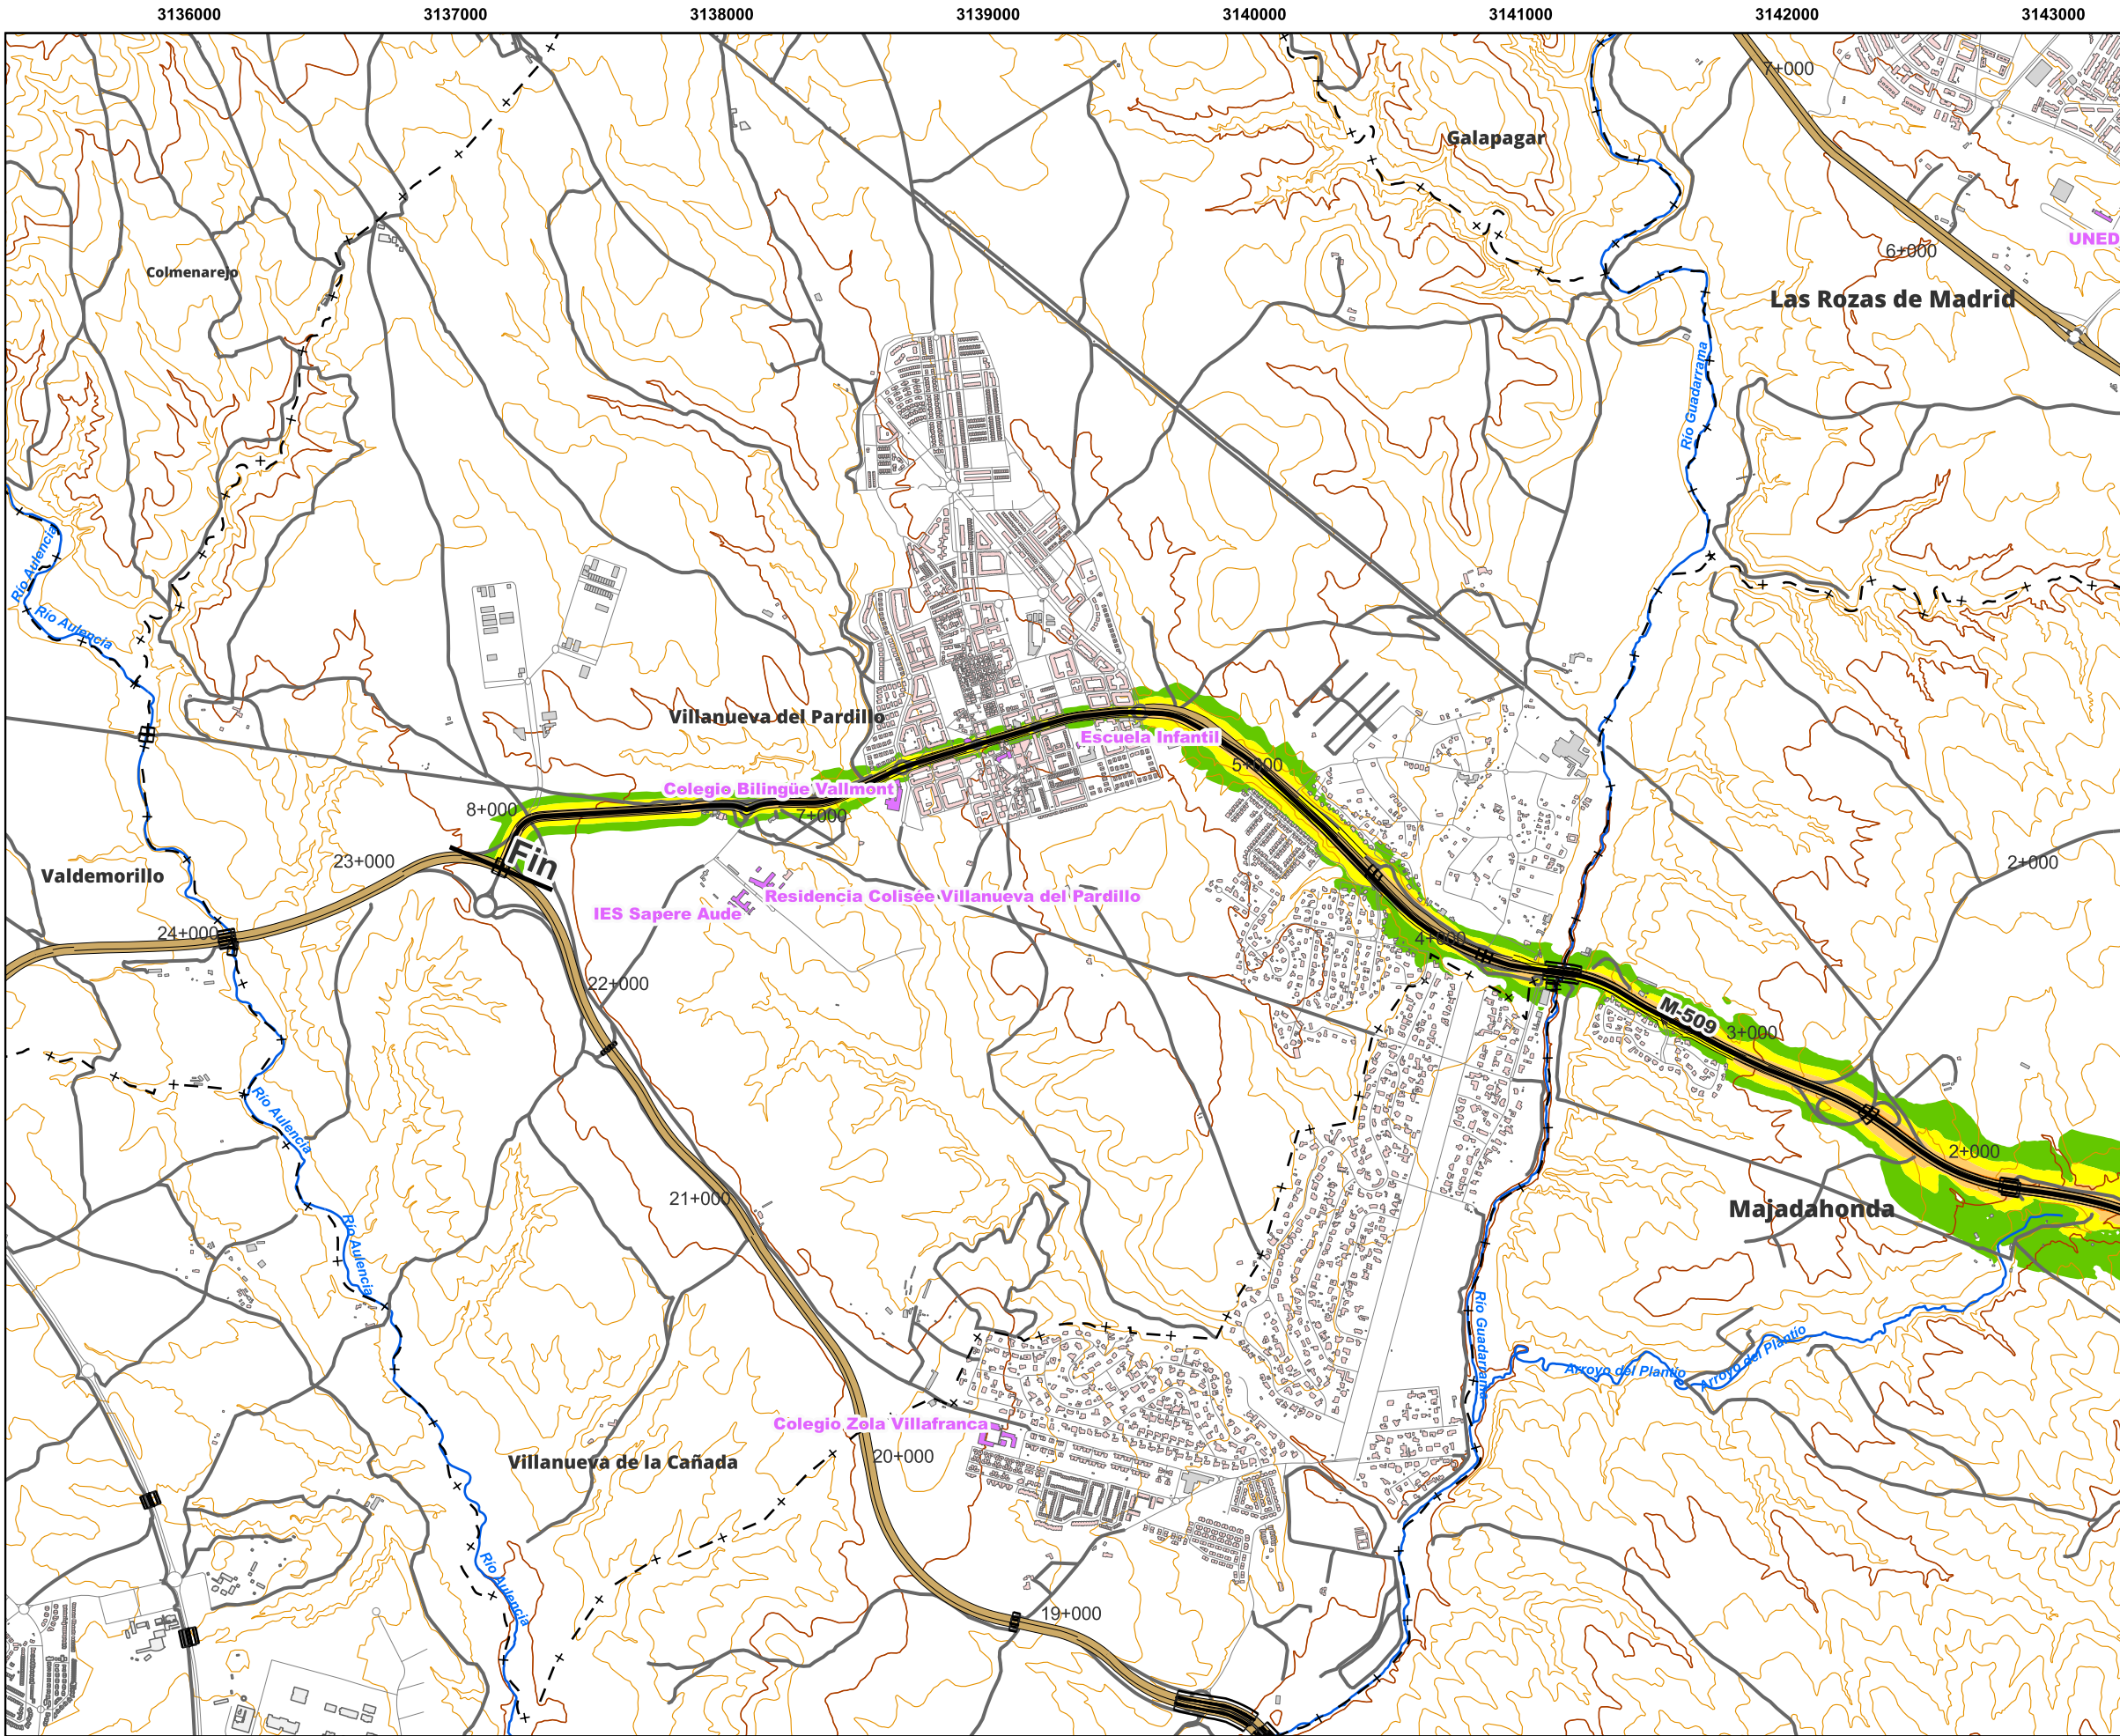 3136000 3137000 3138000 3139000 3140000 3141000 3142000 3143000
7+000
Galapagar
UNED
6+000
Colmenarejo
Las Rozas de Madrid
Río Guadarrama
Río Aulencia
Río Aulencia
Villanueva del Pardillo
Escuela Infantil
5+000
Colegio Bilingüe Vallmont
8+000
7+000
Fin
23+000
2+000
Valdemorillo
Residencia Colisée Villanueva del Pardillo
IES Sapere Aude
24+000
4+000
22+000
M-509
3+000
Río Aulencia
2+000
21+000
Majadahonda
Río Aulencia
Río Guadarrama
Arroyo del Plantío
Arroyo del Plantío
Colegio Zola Villafranca
20+000
Villanueva de la Cañada
Río Aulencia
19+000